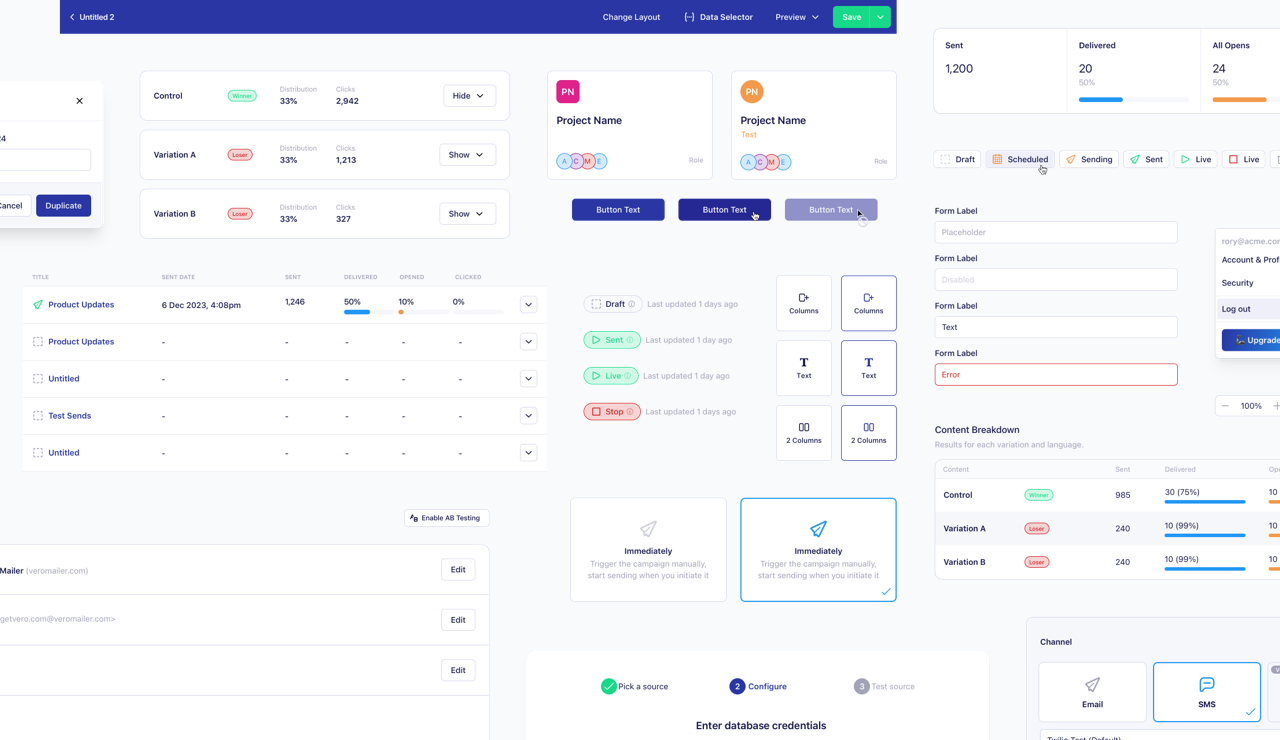 Untitled 2
Change Layout
Data Selector
Preview
Save
Cancel
Duplicate
Control
Winner
Distribution
33%
Clicks
2,942
Hide
Variation A
Loser
Distribution
33%
Clicks
1,213
Show
Variation B
Loser
Distribution
33%
Clicks
327
Show
PN
Project Name
A C M E
Role
PN
Project Name
Test
A C M E
Role
Button Text
Button Text
Button Text
Sent
1,200
Delivered
20
50%
All Opens
24
50%
Draft
Scheduled
Sending
Sent
Live
Live
Form Label
Placeholder
Form Label
Disabled
Form Label
Text
Form Label
Error
rory@acme.co
Account & Prof
Security
Log out
Upgrade
100%
TITLE SENT DATE SENT DELIVERED OPENED CLICKED
Product Updates 6 Dec 2023, 4:08pm 1,246 50% 10% 0%
Product Updates - - - - -
Untitled - - - - -
Test Sends - - - - -
Untitled - - - - -
Draft Last updated 1 days ago
Sent Last updated 1 day ago
Live Last updated 1 day ago
Stop Last updated 1 days ago
Columns
Columns
T
Text
T
Text
2 Columns
2 Columns
Content Breakdown
Results for each variation and language.
Content Sent Delivered Op
Control Winner 985 30 (75%) 10
Variation A Loser 240 10 (99%) 10
Variation B Loser 240 10 (99%) 10
Enable AB Testing
Mailer (veromailer.com)
Edit
getvero.com@veromailer.com>
Edit
Edit
Immediately
Trigger the campaign manually,
start sending when you initiate it
Immediately
Trigger the campaign manually,
start sending when you initiate it
Pick a source
2 Configure
3 Test source
Enter database credentials
Channel
Email
SMS